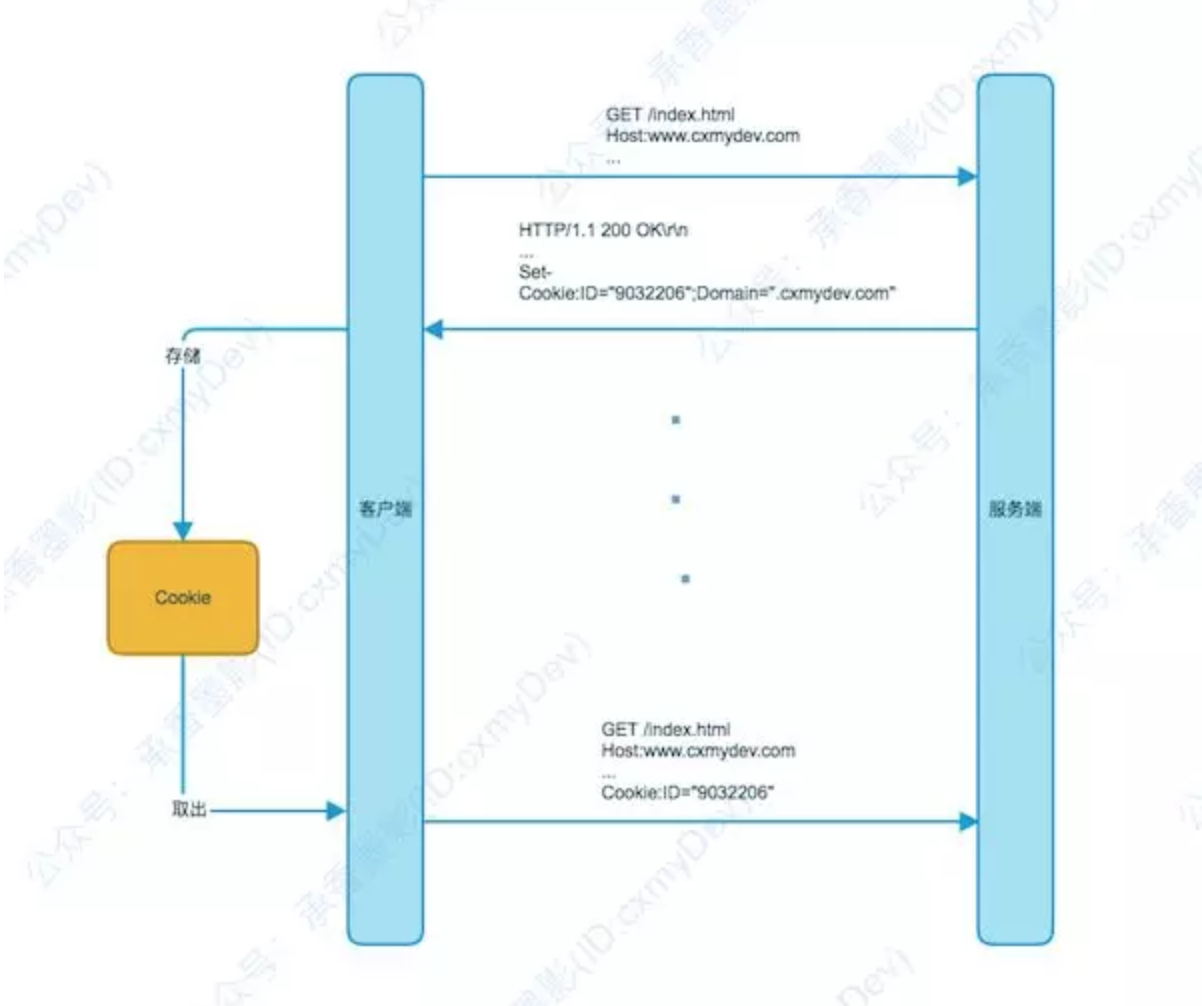 GET /index.html
Host:www.cxmydev.com
...
HTTP/1.1 200 OK\r\n
...
Set-
Cookie:ID="9032206";Domain=".cxmydev.com"
存储
客户端
服务端
Cookie
GET /index.html
Host:www.cxmydev.com
...
Cookie:ID="9032206"
取出
公众号：承香墨影(ID:cxmyDev)